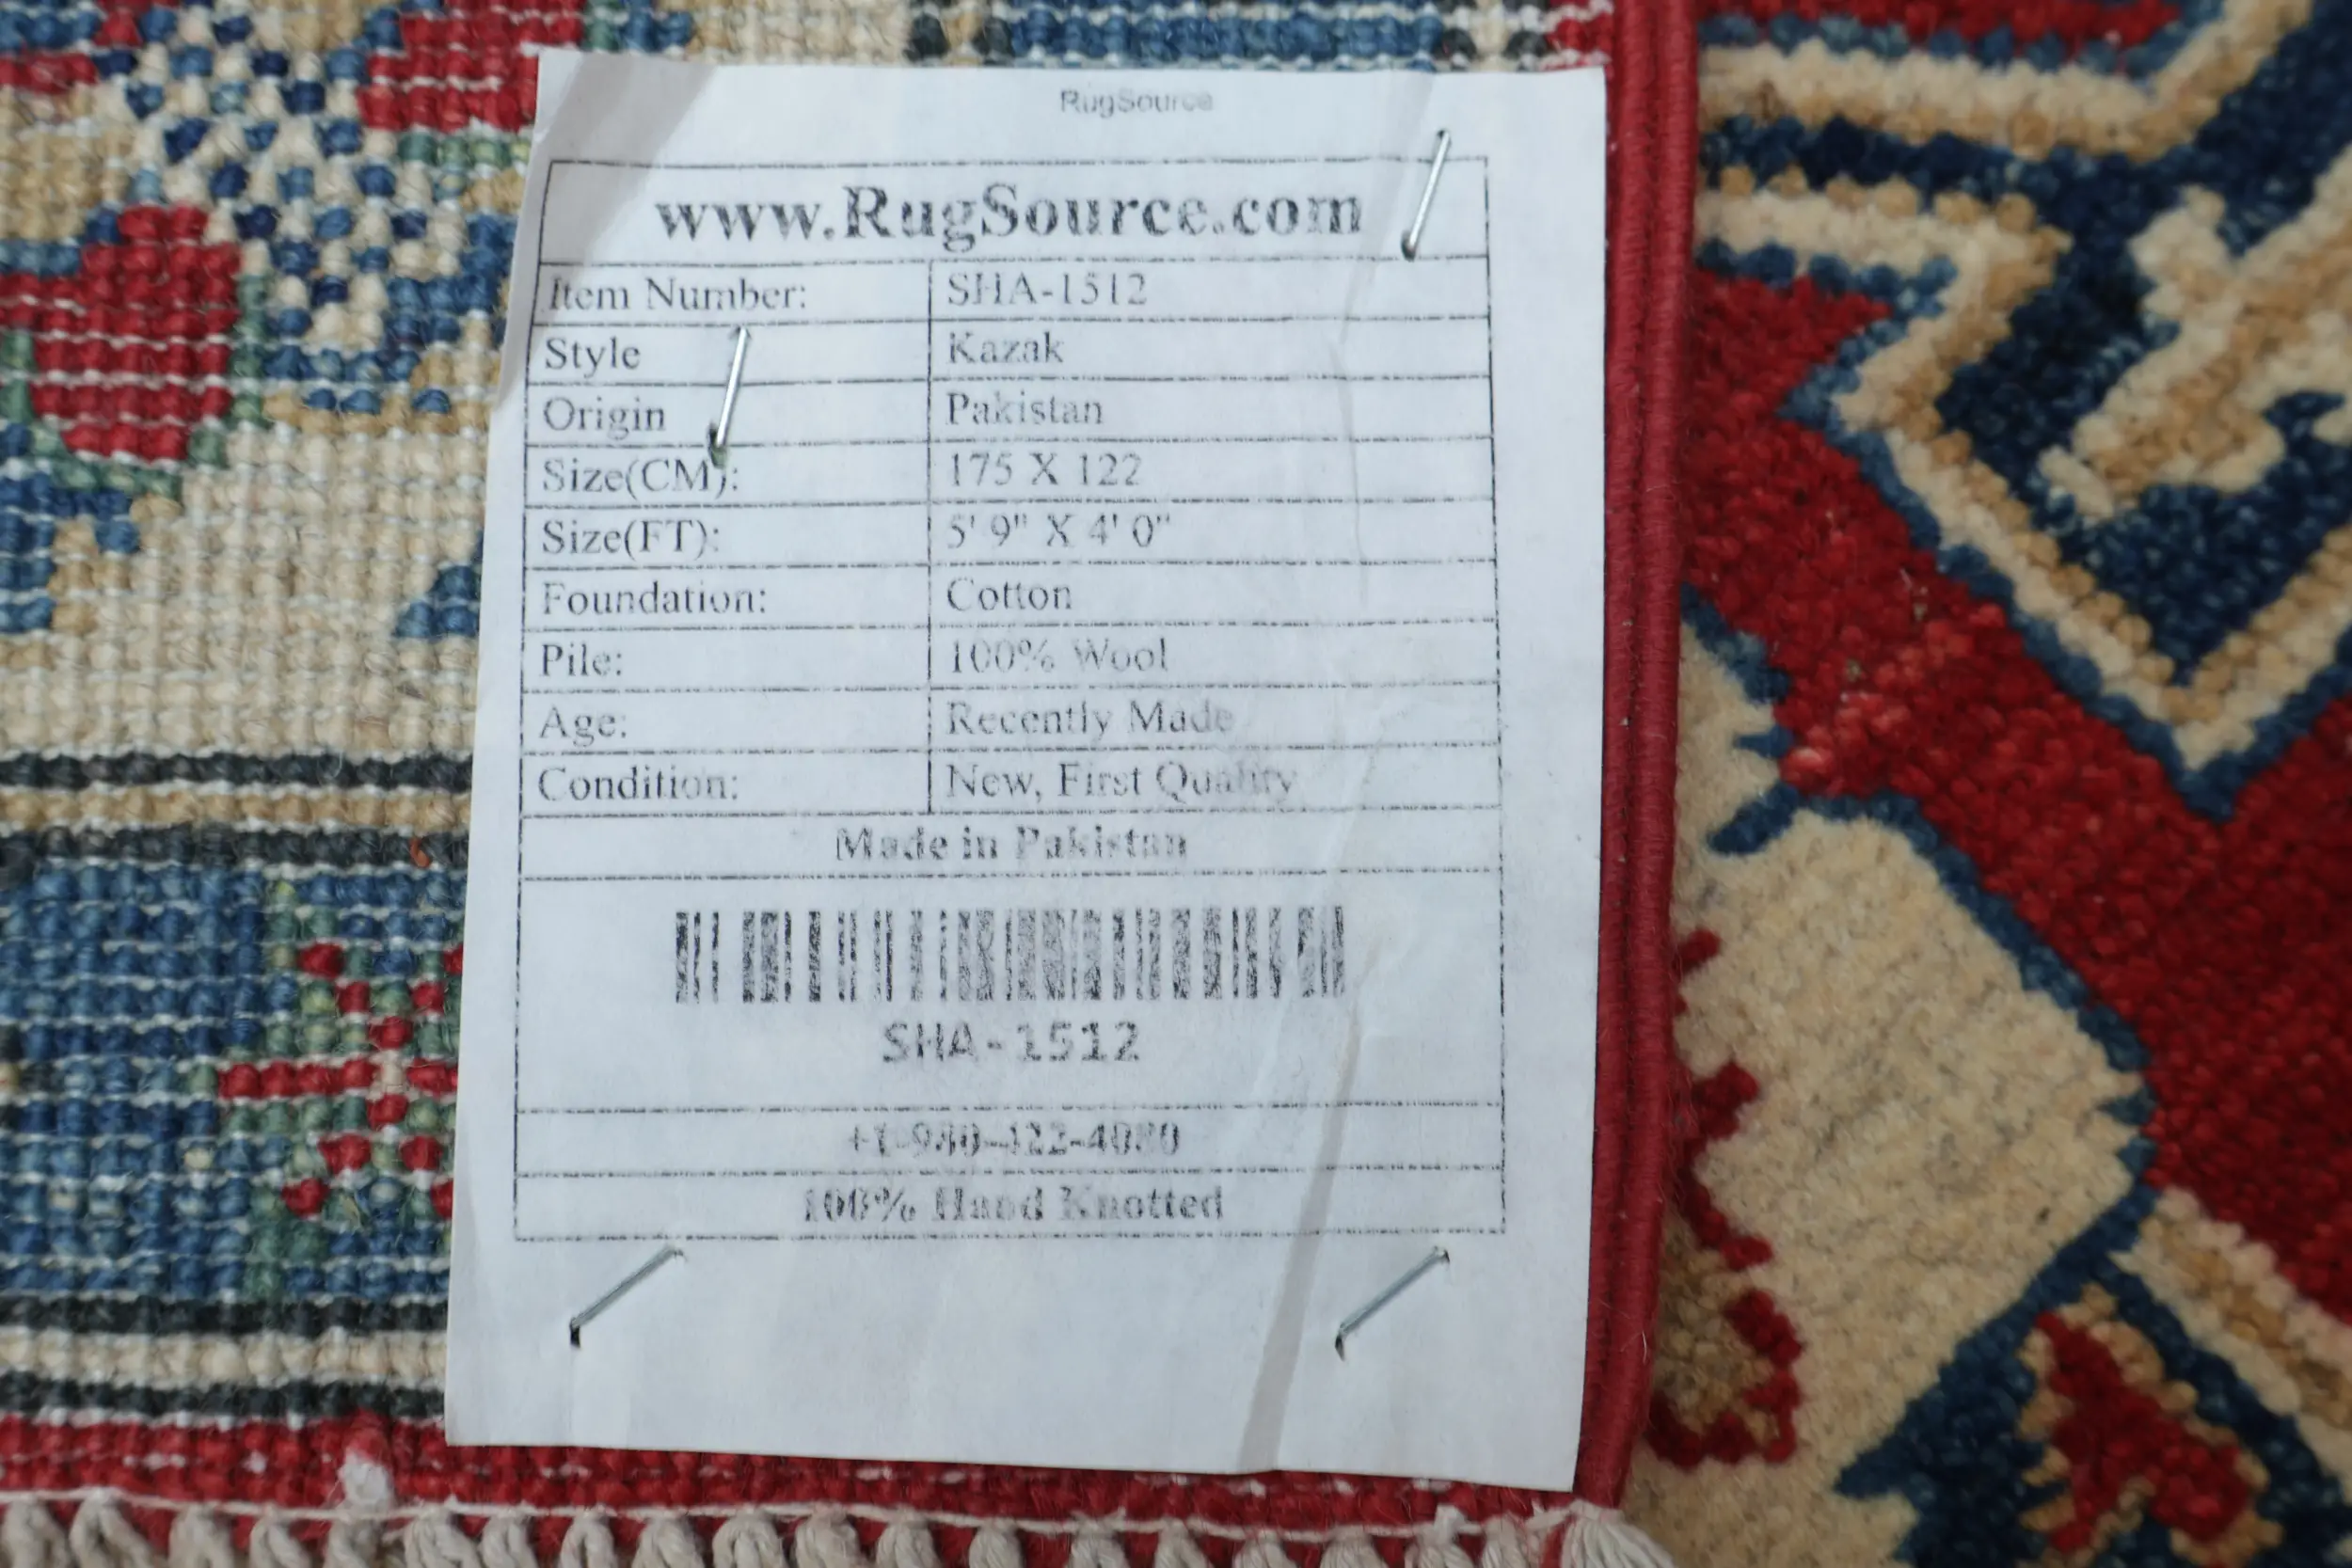 RugSource
www.RugSource.com
Item Number: SHA-1512
Style Kazak
Origin Pakistan
Size(CM): 175 X 122
Size(FT): 5' 9" X 4' 0"
Foundation: Cotton
Pile: 100% Wool
Age: Recently Made
Condition: New, First Quality
Made in Pakistan
SHA-1512
100% Hand Knotted